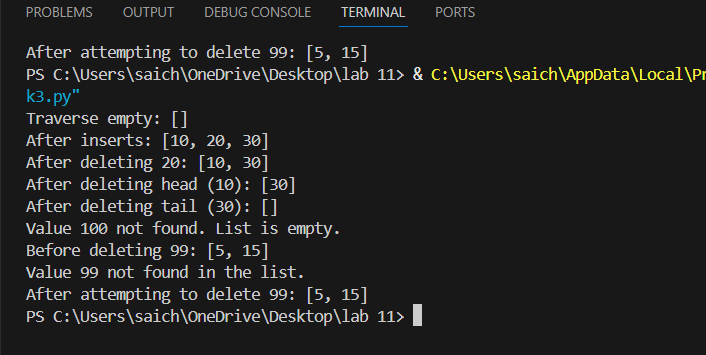 PROBLEMS OUTPUT DEBUG CONSOLE TERMINAL PORTS
After attempting to delete 99: [5, 15]
PS C:\Users\saich\OneDrive\Desktop\lab 11> & C:\Users\saich\AppData\Local\Pr
k3.py"
Traverse empty: []
After inserts: [10, 20, 30]
After deleting 20: [10, 30]
After deleting head (10): [30]
After deleting tail (30): []
Value 100 not found. List is empty.
Before deleting 99: [5, 15]
Value 99 not found in the list.
After attempting to delete 99: [5, 15]
PS C:\Users\saich\OneDrive\Desktop\lab 11>